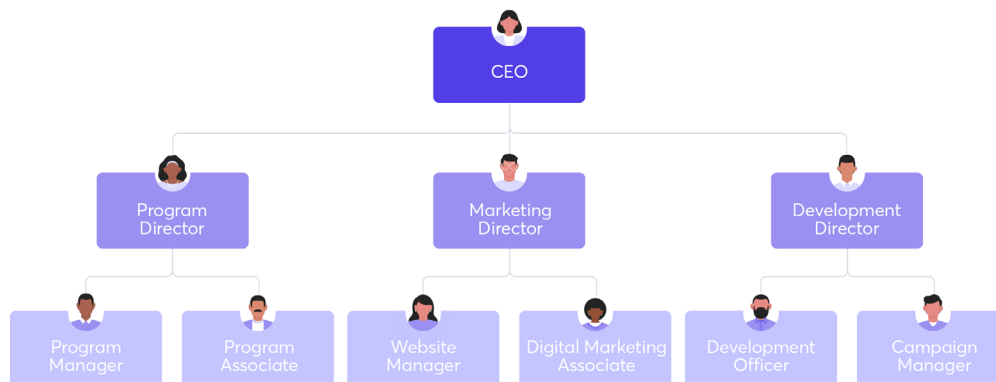 CEO
Program
Director
Marketing
Director
Development
Director
Program
Manager
Program
Associate
Website
Manager
Digital Marketing
Associate
Development
Officer
Campaign
Manager